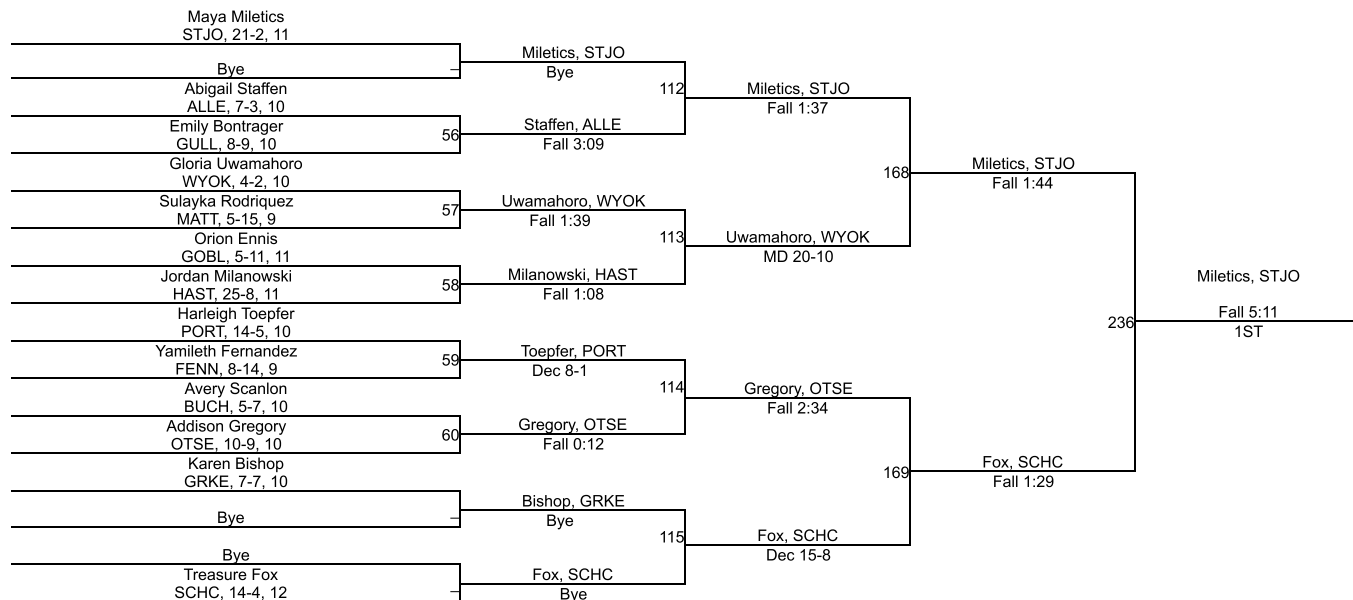 Maya Miletics
STJO, 21-2, 11
Bye
–
Abigail Staffen
ALLE, 7-3, 10
Emily Bontrager
GULL, 8-9, 10
56
Gloria Uwamahoro
WYOK, 4-2, 10
Sulayka Rodriquez
MATT, 5-15, 9
57
Orion Ennis
GOBL, 5-11, 11
Jordan Milanowski
HAST, 25-8, 11
58
Harleigh Toepfer
PORT, 14-5, 10
Yamileth Fernandez
FENN, 8-14, 9
59
Avery Scanlon
BUCH, 5-7, 10
Addison Gregory
OTSE, 10-9, 10
60
Karen Bishop
GRKE, 7-7, 10
Bye
–
Bye
Treasure Fox
SCHC, 14-4, 12
–
Miletics, STJO
Bye
112
Staffen, ALLE
Fall 3:09
Uwamahoro, WYOK
Fall 1:39
113
Milanowski, HAST
Fall 1:08
Toepfer, PORT
Dec 8-1
114
Gregory, OTSE
Fall 0:12
Bishop, GRKE
Bye
115
Fox, SCHC
Bye
Miletics, STJO
Fall 1:37
168
Uwamahoro, WYOK
MD 20-10
Gregory, OTSE
Fall 2:34
169
Fox, SCHC
Dec 15-8
Miletics, STJO
Fall 1:44
236
Fox, SCHC
Fall 1:29
Miletics, STJO
Fall 5:11
1ST